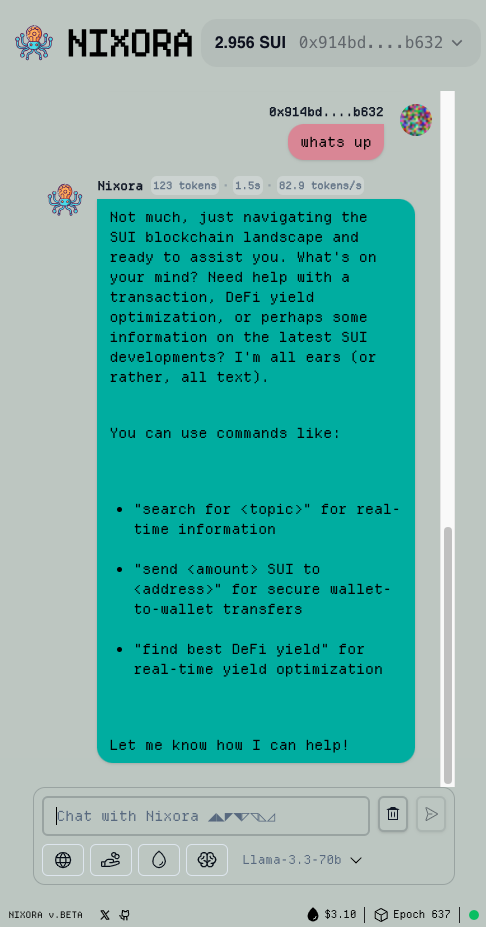 NIXORA
2.956 SUI 0x914bd....b632
0x914bd....b632
whats up
Nixora 123 tokens · 1.5s · 82.9 tokens/s
Not much, just navigating the
SUI blockchain landscape and
ready to assist you. What's on
your mind? Need help with a
transaction, DeFi yield
optimization, or perhaps some
information on the latest SUI
developments? I'm all ears (or
rather, all text).
You can use commands like:
• "search for <topic>" for real-
time information
• "send <amount> SUI to
<address>" for secure wallet-
to-wallet transfers
• "find best DeFi yield" for
real-time yield optimization
Let me know how I can help!
Chat with Nixora ◢◣◤◥◤◥◺◿
Llama-3.3-70b
NIXORA v.BETA $3.10 Epoch 637